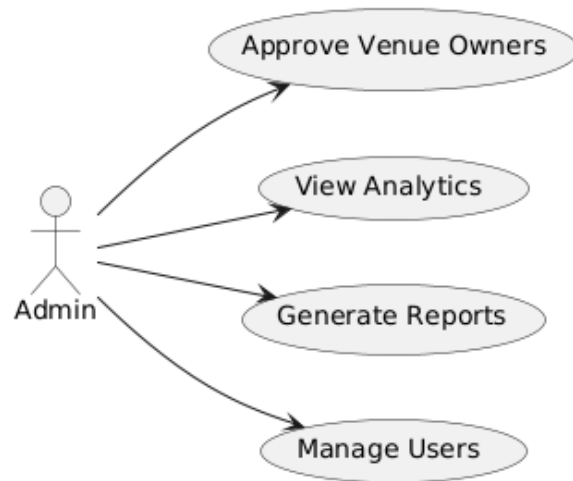 Approve Venue Owners
View Analytics
Generate Reports
Admin
Manage Users